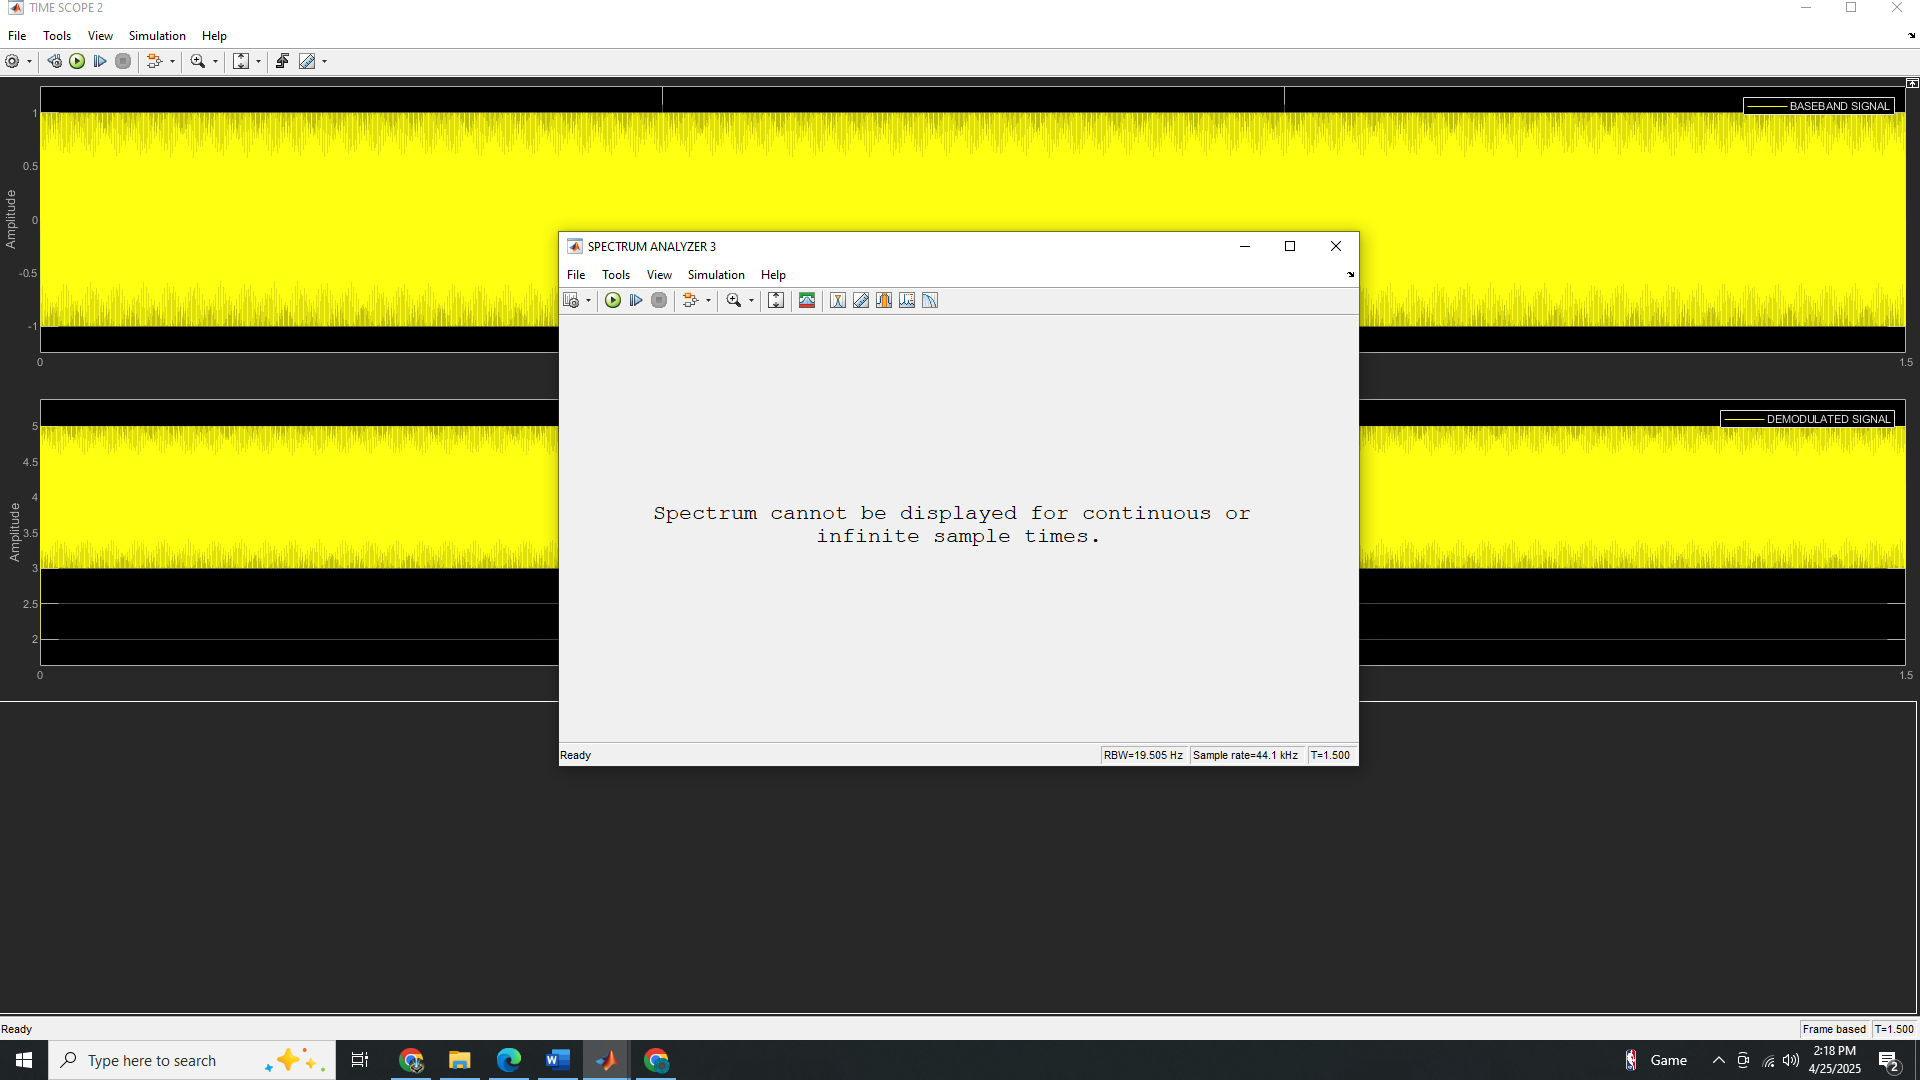 TIME SCOPE 2
File Tools View Simulation Help
BASEBAND SIGNAL
1
0.5
0
-0.5
-1
Amplitude
0
1.5
SPECTRUM ANALYZER 3
File Tools View Simulation Help
Spectrum cannot be displayed for continuous or
infinite sample times.
Ready
RBW=19.505 Hz Sample rate=44.1 kHz T=1.500
DEMODULATED SIGNAL
5
4.5
4
3.5
3
2.5
2
Amplitude
0
1.5
Ready
Frame based T=1.500
Type here to search
Game
2:18 PM
4/25/2025
2